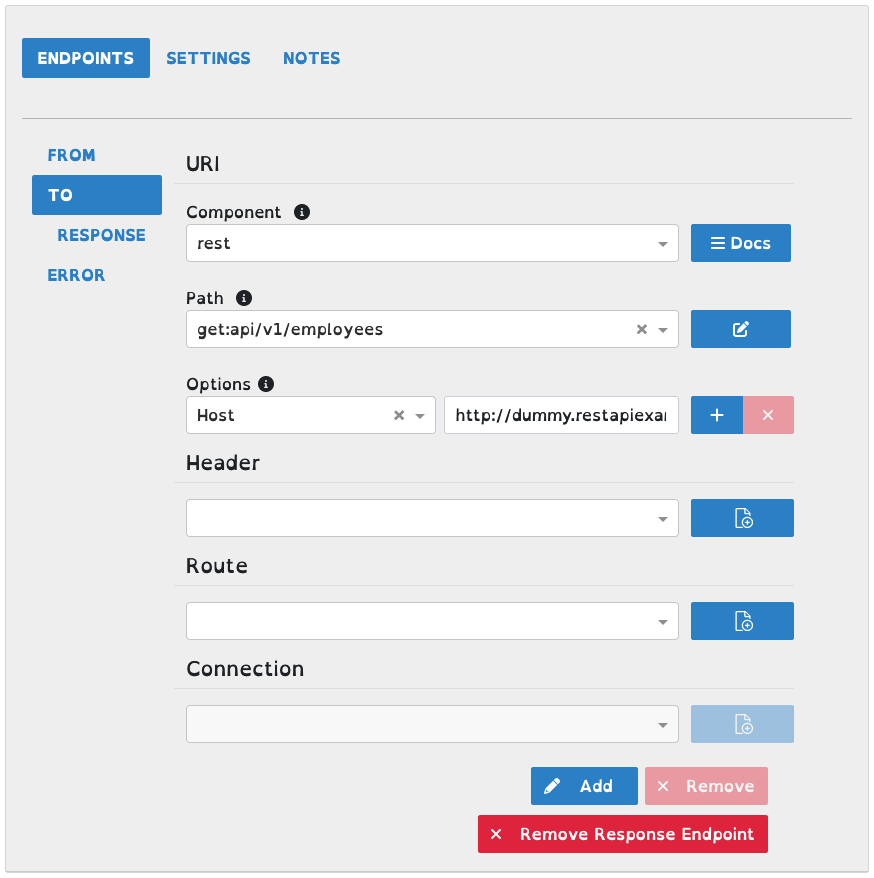 ENDPOINTS SETTINGS NOTES
FROM
TO
RESPONSE
ERROR
URI
Component
rest
Docs
Path
get:api/v1/employees
Options
Host
http://dummy.restapiexa
Header
Route
Connection
Add
Remove
Remove Response Endpoint